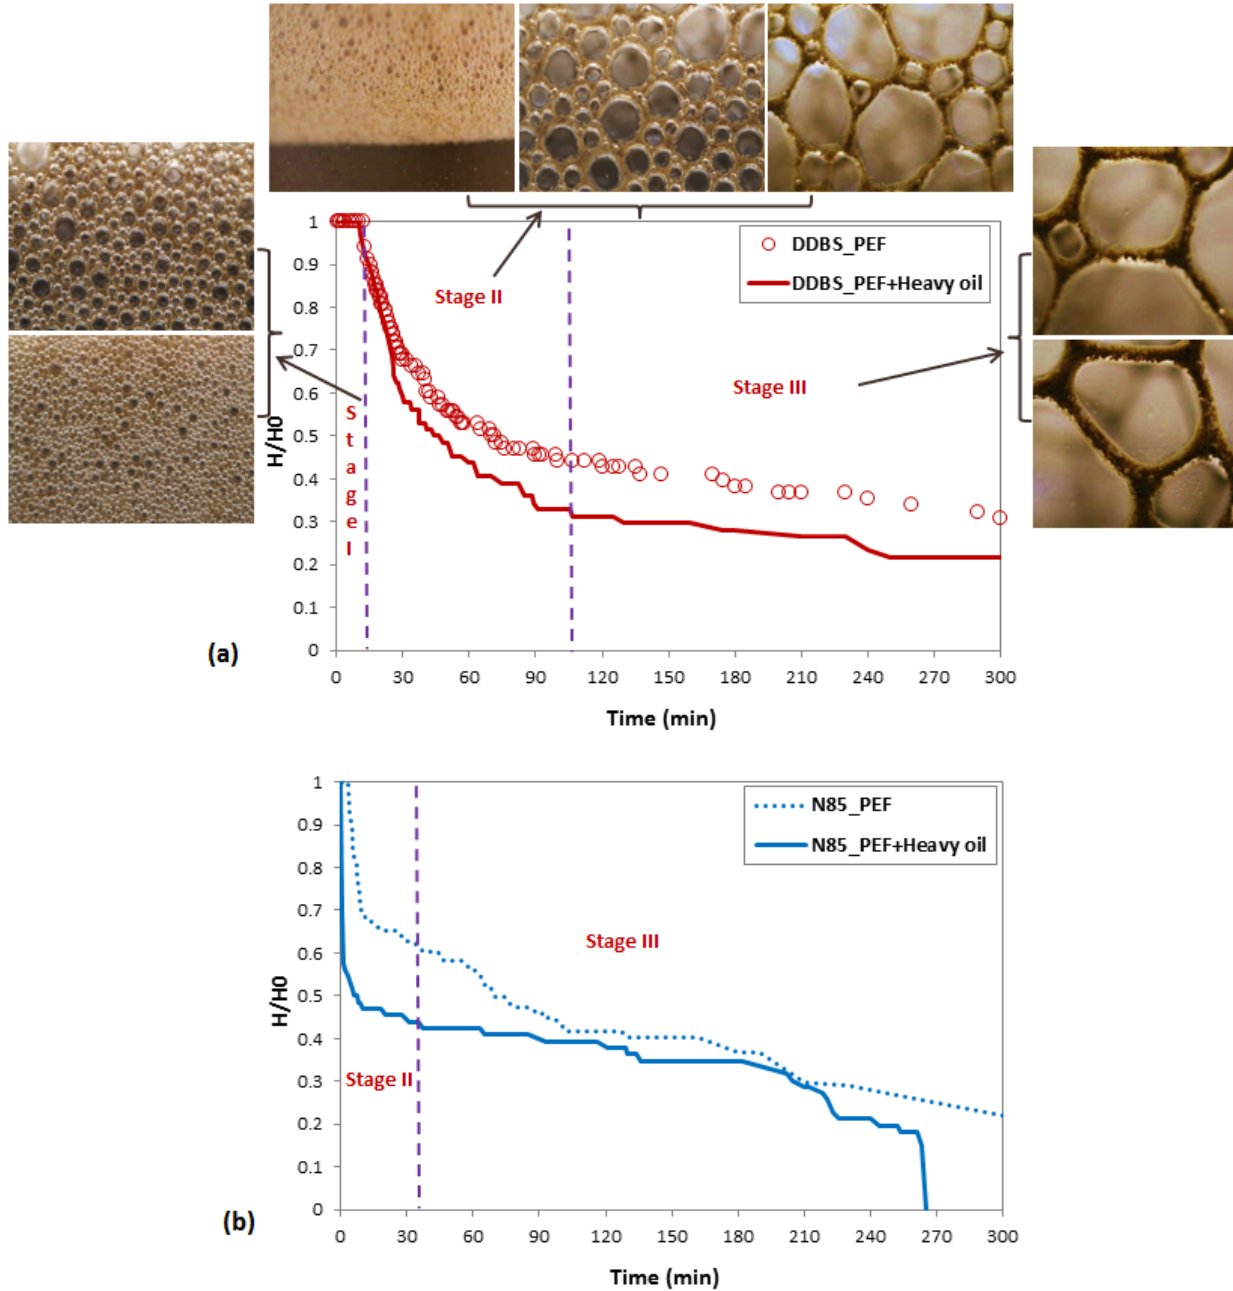 1
0.9
0.8
0.7
0.6
0.5
0.4
0.3
0.2
0.1
0
H/H0
DDBS_PEF
DDBS_PEF+Heavy oil
Stage II
Stage III
S
t
a
g
e
I
0 30 60 90 120 150 180 210 240 270 300
Time (min)
(a)
1
0.9
0.8
0.7
0.6
0.5
0.4
0.3
0.2
0.1
0
H/H0
N85_PEF
N85_PEF+Heavy oil
Stage III
Stage II
0 30 60 90 120 150 180 210 240 270 300
Time (min)
(b)